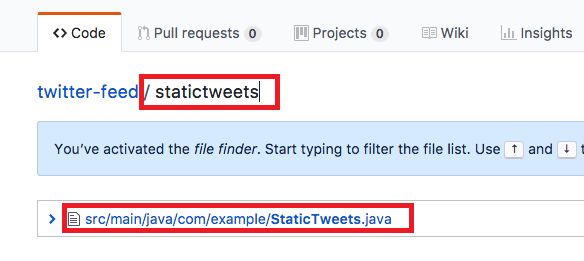 <> Code Pull requests 0 Projects 0 Wiki Insights
twitter-feed / statictweets
You've activated the file finder. Start typing to filter the file list. Use ↑ and ↓ t
src/main/java/com/example/StaticTweets.java